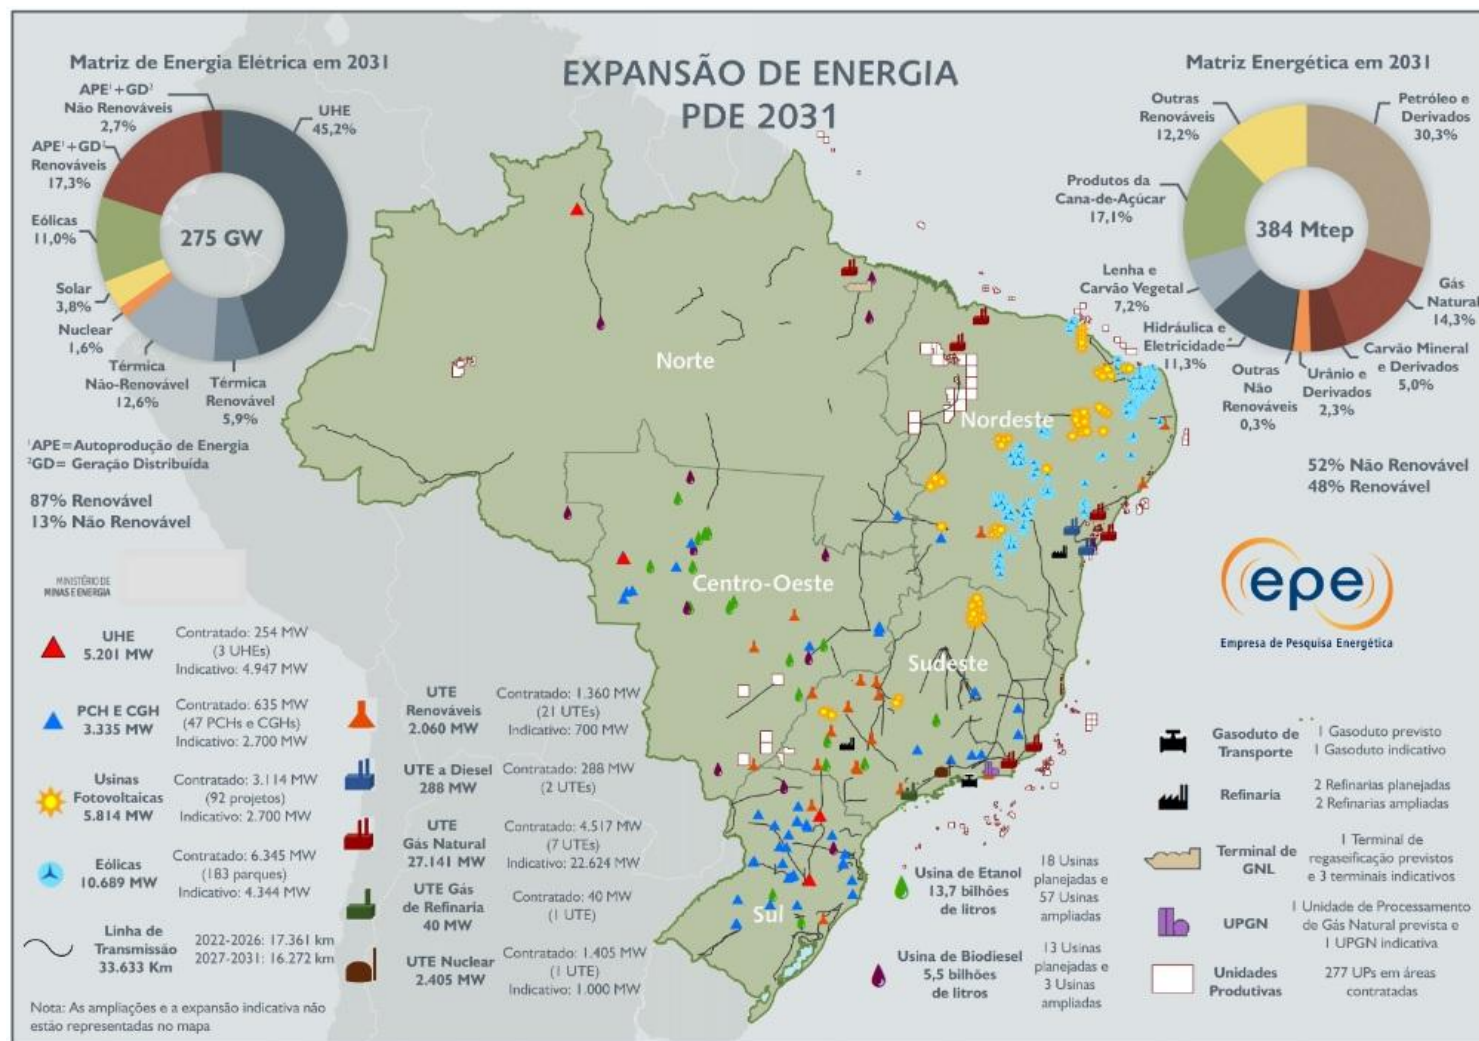 EXPANSÃO DE ENERGIA
PDE 2031
Matriz de Energia Elétrica em 2031
APE¹+GD²
Não Renováveis
2,7%
UHE
45,2%
APE¹+GD²
Renováveis
17,3%
Eólicas
11,0%
275 GW
Solar
3,8%
Nuclear
1,6%
Térmica
Não-Renovável
12,6%
Térmica
Renovável
5,9%
¹APE=Autoprodução de Energia
²GD= Geração Distribuída
87% Renovável
13% Não Renovável
Matriz Energética em 2031
Outras
Renováveis
12,2%
Petróleo e
Derivados
30,3%
Produtos da
Cana-de-Açúcar
17,1%
384 Mtep
Lenha e
Carvão Vegetal
7,2%
Gás
Natural
14,3%
Hidráulica e
Eletricidade
11,3%
Outras
Não
Renováveis
0,3%
Urânio e
Derivados
2,3%
Carvão Mineral
e Derivados
5,0%
52% Não Renovável
48% Renovável
Norte
Nordeste
Centro-Oeste
Sudeste
Sul
MINISTÉRIO DE
MINAS E ENERGIA
epe
Empresa de Pesquisa Energética
UHE
5.201 MW
Contratado: 254 MW
(3 UHEs)
Indicativo: 4.947 MW
PCH E CGH
3.335 MW
Contratado: 635 MW
(47 PCHs e CGHs)
Indicativo: 2.700 MW
Usinas
Fotovoltaicas
5.814 MW
Contratado: 3.114 MW
(92 projetos)
Indicativo: 2.700 MW
Eólicas
10.689 MW
Contratado: 6.345 MW
(183 parques)
Indicativo: 4.344 MW
Linha de
Transmissão
33.633 Km
2022-2026: 17.361 km
2027-2031: 16.272 km
Nota: As ampliações e a expansão indicativa não
estão representadas no mapa
UTE
Renováveis
2.060 MW
Contratado: 1.360 MW
(21 UTEs)
Indicativo: 700 MW
UTE a Diesel
288 MW
Contratado: 288 MW
(2 UTEs)
UTE
Gás Natural
27.141 MW
Contratado: 4.517 MW
(7 UTEs)
Indicativo: 22.624 MW
UTE Gás
de Refinaria
40 MW
Contratado: 40 MW
(1 UTE)
UTE Nuclear
2.405 MW
Contratado: 1.405 MW
(1 UTE)
Indicativo: 1.000 MW
Usina de Etanol
13,7 bilhões
de litros
18 Usinas
planejadas e
57 Usinas
ampliadas
Usina de Biodiesel
5,5 bilhões
de litros
13 Usinas
planejadas e
3 Usinas
ampliadas
Gasoduto de
Transporte
1 Gasoduto previsto
1 Gasoduto indicativo
Refinaria
2 Refinarias planejadas
2 Refinarias ampliadas
Terminal de
GNL
1 Terminal de
regaseificação previstos
e 3 terminais indicativos
UPGN
1 Unidade de Processamento
de Gás Natural prevista e
1 UPGN indicativa
Unidades
Produtivas
277 UPs em áreas
contratadas